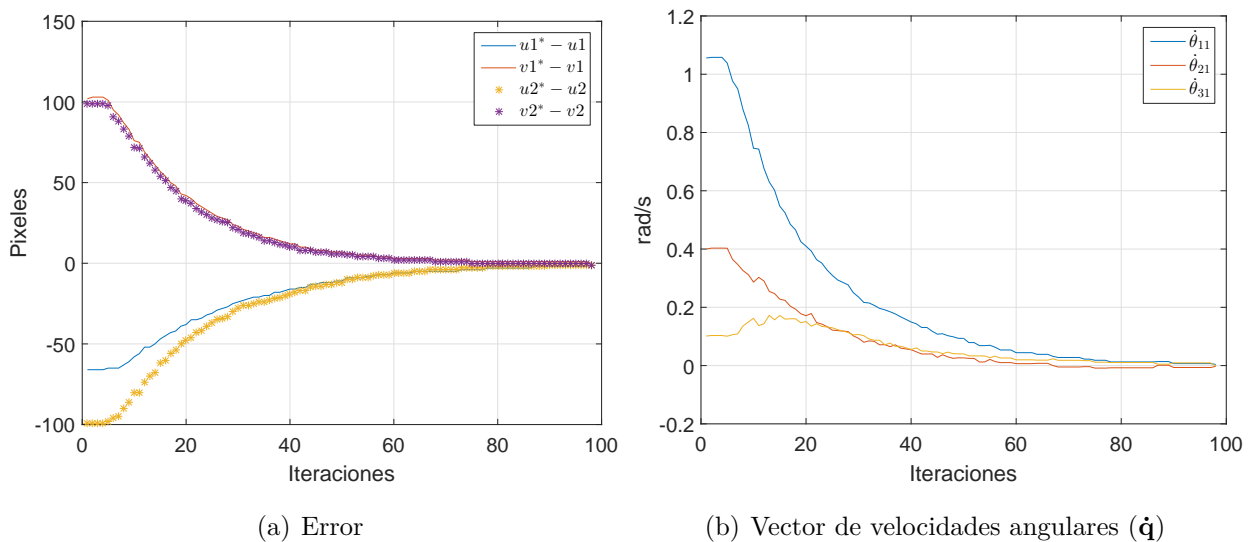 150
100
50
0
-50
-100
0
20
40
60
80
100
Pixeles
Iteraciones
u1* − u1
v1* − v1
u2* − u2
v2* − v2
(a) Error
1.2
1
0.8
0.6
0.4
0.2
0
-0.2
0
20
40
60
80
100
rad/s
Iteraciones
θ̇₁₁
θ̇₂₁
θ̇₃₁
(b) Vector de velocidades angulares (q̇)